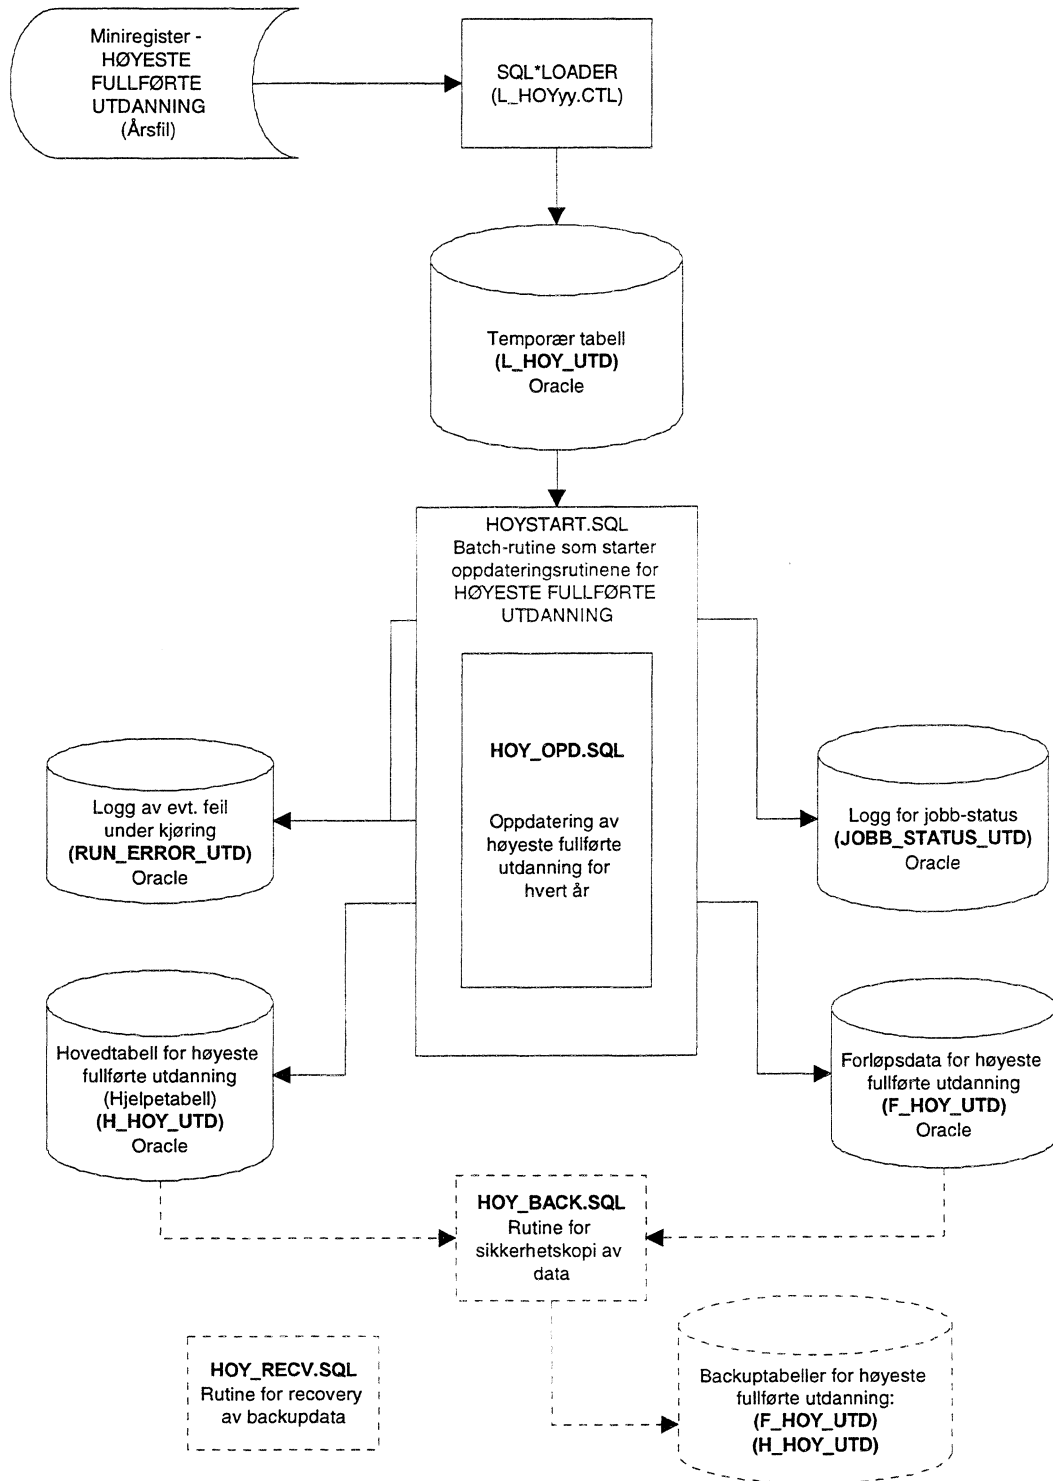 Miniregister -
HØYESTE
FULLFØRTE
UTDANNING
(Årsfil)
SQL*LOADER
(L_HOYyy.CTL)
Temporær tabell
(L_HOY_UTD)
Oracle
HOYSTART.SQL
Batch-rutine som starter
oppdateringsrutinene for
HØYESTE FULLFØRTE
UTDANNING
HOY_OPD.SQL
Oppdatering av
høyeste fullførte
utdanning for
hvert år
Logg av evt. feil
under kjøring
(RUN_ERROR_UTD)
Oracle
Logg for jobb-status
(JOBB_STATUS_UTD)
Oracle
Hovedtabell for høyeste
fullførte utdanning
(Hjelpetabell)
(H_HOY_UTD)
Oracle
Forløpsdata for høyeste
fullførte utdanning
(F_HOY_UTD)
Oracle
HOY_BACK.SQL
Rutine for
sikkerhetskopi av
data
HOY_RECV.SQL
Rutine for recovery
av backupdata
Backuptabeller for høyeste
fullførte utdanning:
(F_HOY_UTD)
(H_HOY_UTD)